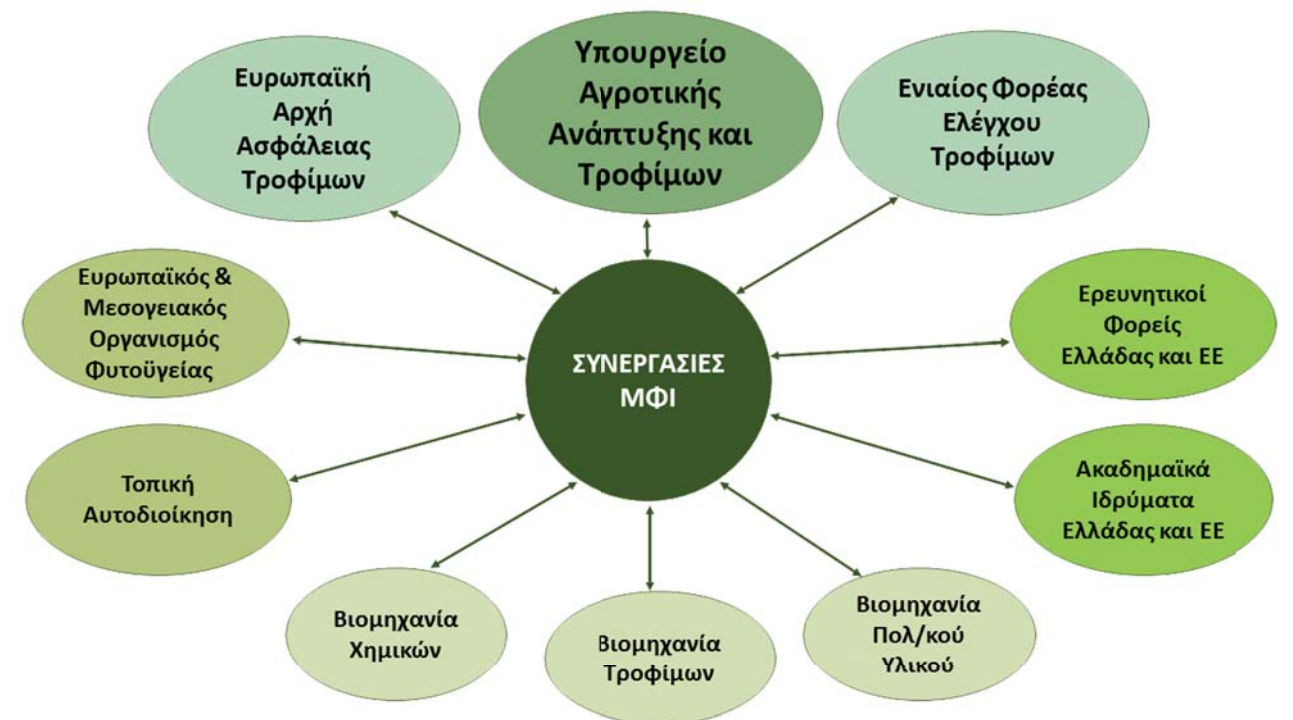 Ευρωπαϊκή
Αρχή
Ασφάλειας
Τροφίμων
Υπουργείο
Αγροτικής
Ανάπτυξης και
Τροφίμων
Ενιαίος Φορέας
Ελέγχου
Τροφίμων
Ευρωπαϊκός &
Μεσογειακός
Οργανισμός
Φυτοϋγείας
ΣΥΝΕΡΓΑΣΙΕΣ
ΜΦΙ
Ερευνητικοί
Φορείς
Ελλάδας και ΕΕ
Τοπική
Αυτοδιοίκηση
Ακαδημαϊκά
Ιδρύματα
Ελλάδας και ΕΕ
Βιομηχανία
Χημικών
Βιομηχανία
Τροφίμων
Βιομηχανία
Πολ/κού
Υλικού